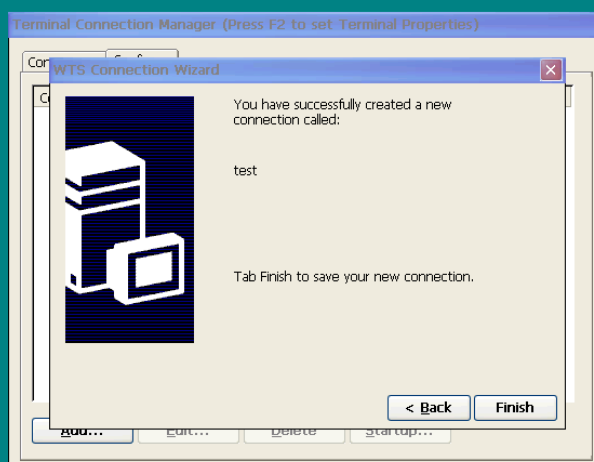 Terminal Connection Manager (Press F2 to set Terminal Properties)
WTS Connection Wizard
You have successfully created a new
connection called:
test
Tab Finish to save your new connection.
< Back
Finish
Add...
Edit...
Delete
Startup...